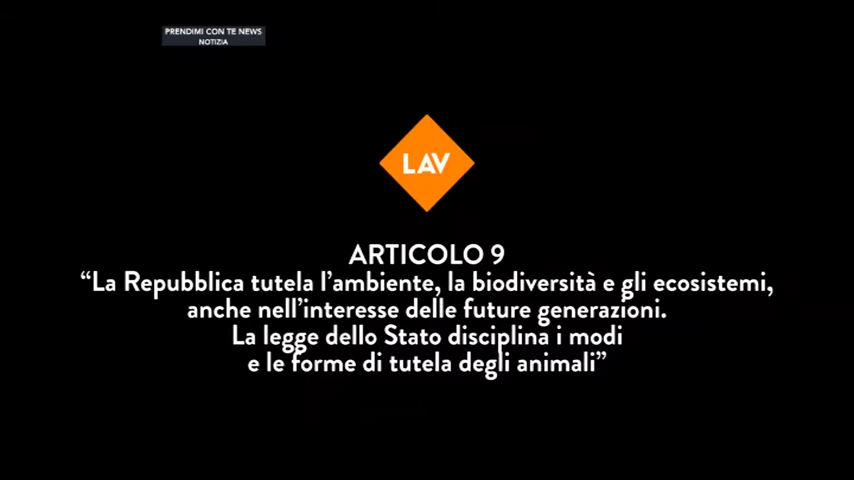 PRENDIMI CON TE NEWS
NOTIZIA
LAV
ARTICOLO 9
“La Repubblica tutela l’ambiente, la biodiversità e gli ecosistemi,
anche nell’interesse delle future generazioni.
La legge dello Stato disciplina i modi
e le forme di tutela degli animali”